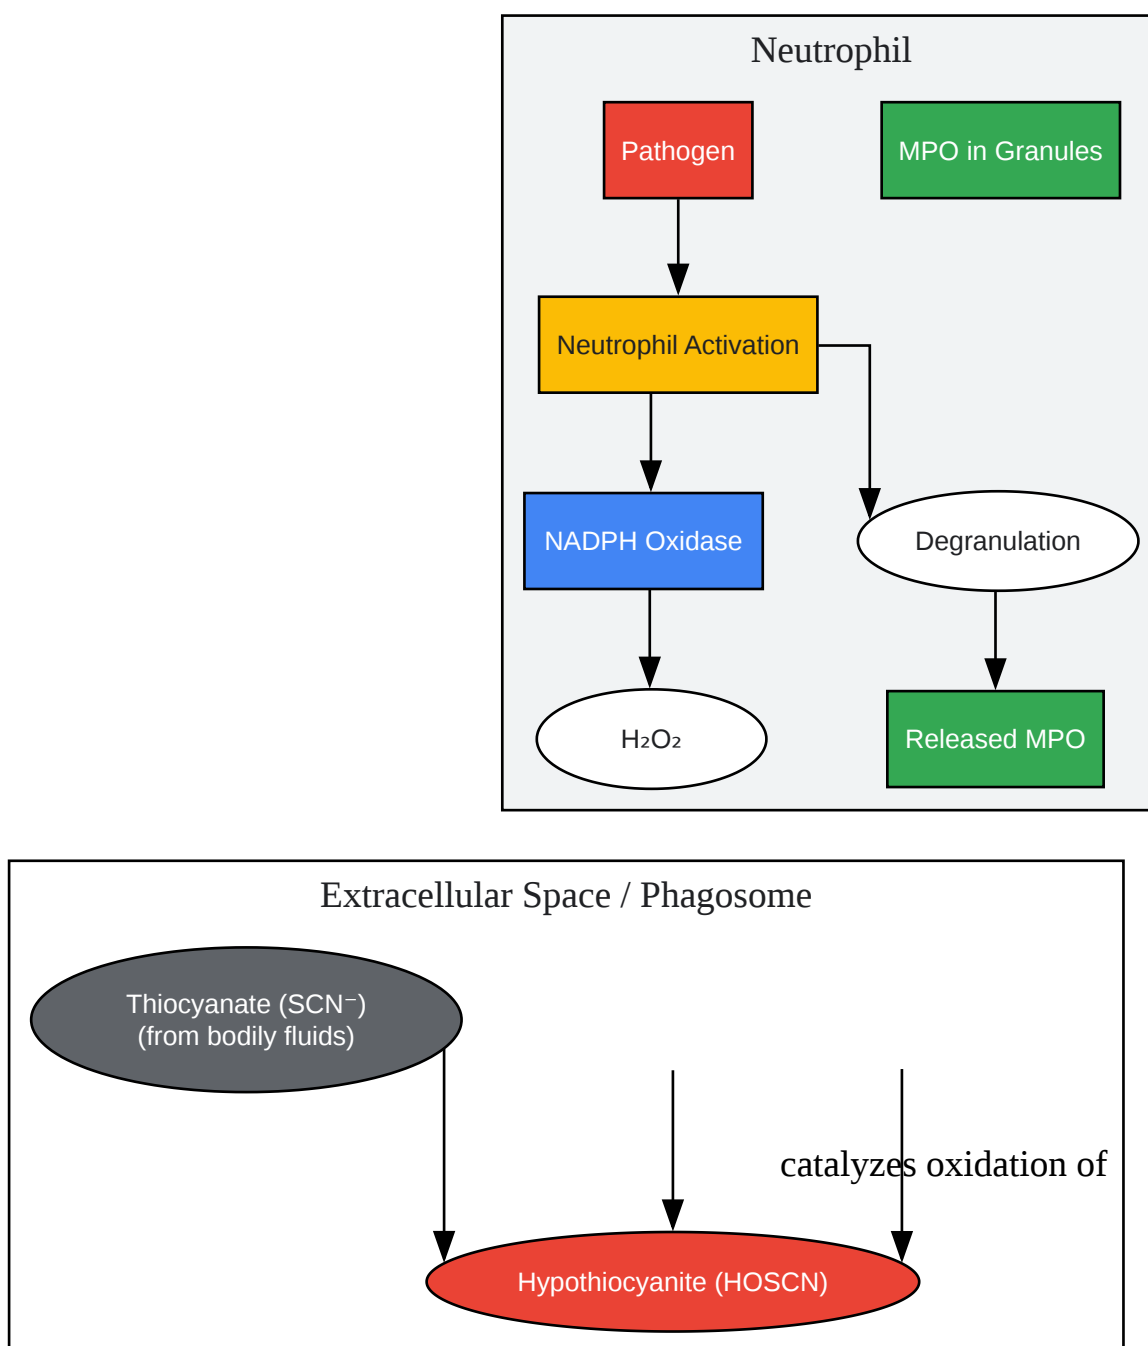 Neutrophil
Pathogen
MPO in Granules
Neutrophil Activation
NADPH Oxidase
Degranulation
H₂O₂
Released MPO
Extracellular Space / Phagosome
Thiocyanate (SCN⁻)
(from bodily fluids)
catalyzes oxidation of
Hypothiocyanite (HOSCN)